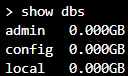 > show dbs
admin   0.000GB
config  0.000GB
local   0.000GB